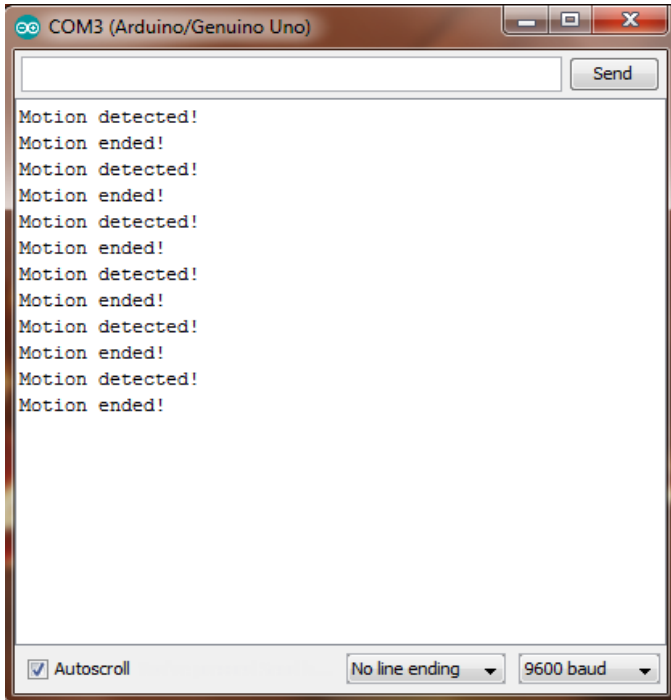 COM3 (Arduino/Genuino Uno)
Send
Motion detected!
Motion ended!
Motion detected!
Motion ended!
Motion detected!
Motion ended!
Motion detected!
Motion ended!
Motion detected!
Motion ended!
Motion detected!
Motion ended!
Autoscroll No line ending 9600 baud